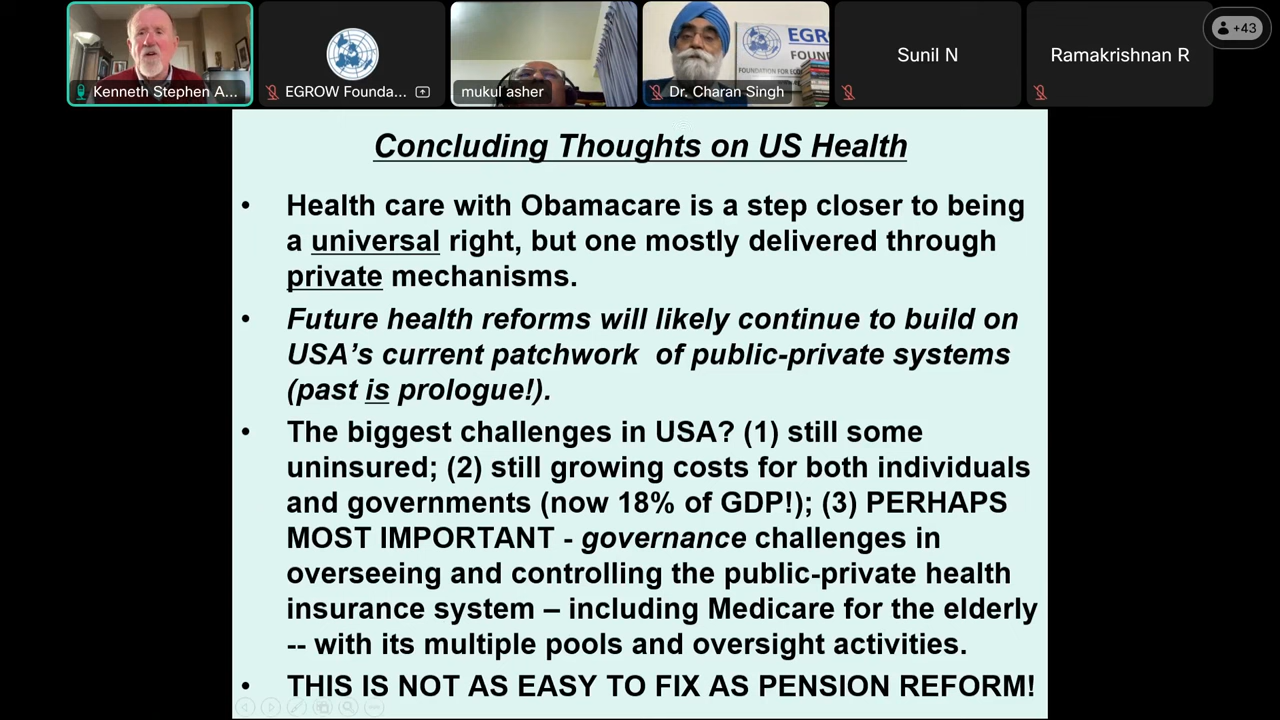 EGR
FOUN
FOUNDATION FOR ECO
Sunil N
Ramakrishnan R
+43
Kenneth Stephen A...
EGROW Founda...
mukul asher
Dr. Charan Singh
Concluding Thoughts on US Health
• Health care with Obamacare is a step closer to being
a universal right, but one mostly delivered through
private mechanisms.
• Future health reforms will likely continue to build on
USA’s current patchwork of public-private systems
(past is prologue!).
• The biggest challenges in USA? (1) still some
uninsured; (2) still growing costs for both individuals
and governments (now 18% of GDP!); (3) PERHAPS
MOST IMPORTANT - governance challenges in
overseeing and controlling the public-private health
insurance system – including Medicare for the elderly
-- with its multiple pools and oversight activities.
• THIS IS NOT AS EASY TO FIX AS PENSION REFORM!